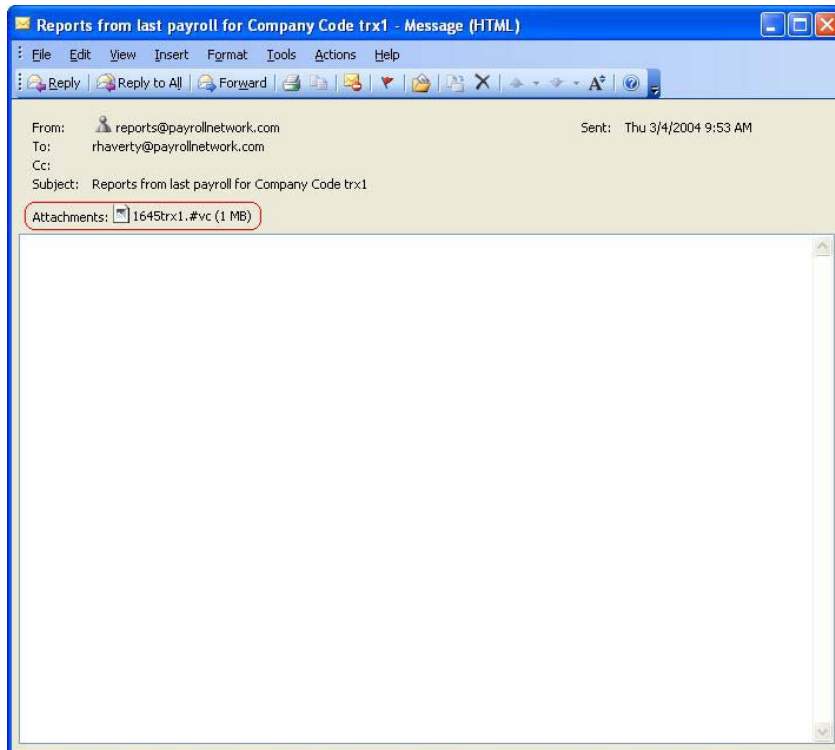 Reports from last payroll for Company Code trx1 - Message (HTML)
File Edit View Insert Format Tools Actions Help
Reply Reply to All Forward A
From: reports@payrollnetwork.com Sent: Thu 3/4/2004 9:53 AM
To: rhaverty@payrollnetwork.com
Cc:
Subject: Reports from last payroll for Company Code trx1
Attachments: 1645trx1.#vc (1 MB)